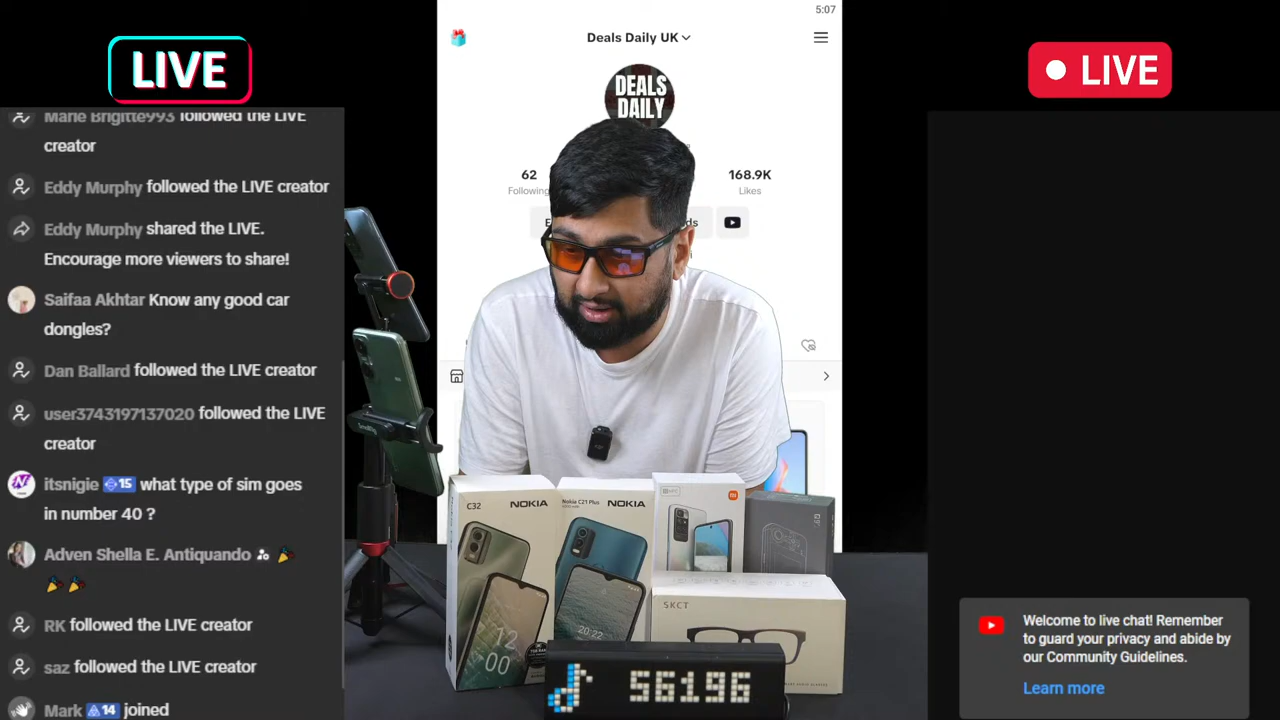 LIVE
Marie Brigitte993 followed the LIVE
creator
Eddy Murphy followed the LIVE creator
Eddy Murphy shared the LIVE.
Encourage more viewers to share!
Saifaa Akhtar Know any good car
dongles?
Dan Ballard followed the LIVE creator
user3743197137020 followed the LIVE
creator
itsnigie 15 what type of sim goes
in number 40 ?
Adven Shella E. Antiquando
RK followed the LIVE creator
saz followed the LIVE creator
Mark 14 joined
5:07
Deals Daily UK
DEALS
DAILY
62
Following
168.9K
Likes
C32
NOKIA
Nokia C21 Plus
NOKIA
SKCT
12
00
20:22
56196
LIVE
Welcome to live chat! Remember
to guard your privacy and abide by
our Community Guidelines.
Learn more